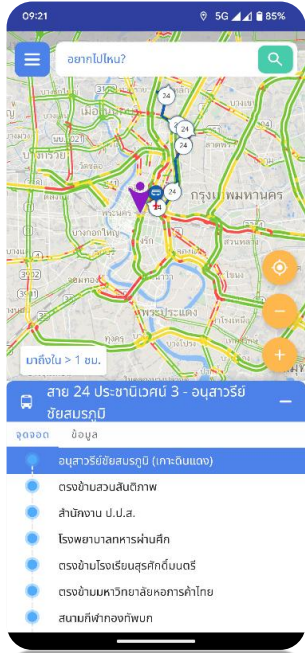 09:21
5G 85%
อยากไปไหน?
24
24
24
24
24
24
กรุงเทพมหานคร
บางรัก
พระประแดง
3902
3901
มาถึงใน > 1 ชม.
สาย 24 ประชานิเวศน์ 3 - อนุสาวรีย์
ชัยสมรภูมิ
จุดจอด ข้อมูล
อนุสาวรีย์ชัยสมรภูมิ (เกาะดินแดง)
ตรงข้ามสวนสันติภาพ
สำนักงาน ป.ป.ส.
โรงพยาบาลทหารผ่านศึก
ตรงข้ามโรงเรียนสุรศักดิ์มนตรี
ตรงข้ามมหาวิทยาลัยหอการค้าไทย
สนามกีฬากองทัพบก